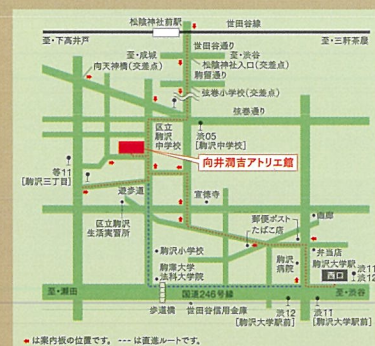 松陰神社前駅
世田谷線
至・下高井戸
至・三軒茶屋
世田谷通り
至・成城
至・渋谷
向天神橋(交差点)
松陰神社入口(交差点)
駒留通り
弦巻小学校(交差点)
弦巻通り
区立
駒沢
中学校
渋05
[駒沢中学校]
向井潤吉アトリエ館
等11
[駒沢三丁目]
遊歩道
宣徳寺
区立駒沢
生活実習所
郵便ポスト
たばこ店
画廊
駒沢小学校
弁当店
駒澤大学
法科大学院
駒沢
病院
駒沢大学駅
西口
渋11
渋12
至・瀬田
国道246号線
至・渋谷
歩道橋
世田谷信用金庫
渋12
[駒沢大学駅前]
渋11
[駒沢大学駅前]
は案内板の位置です。 --- は直進ルートです。